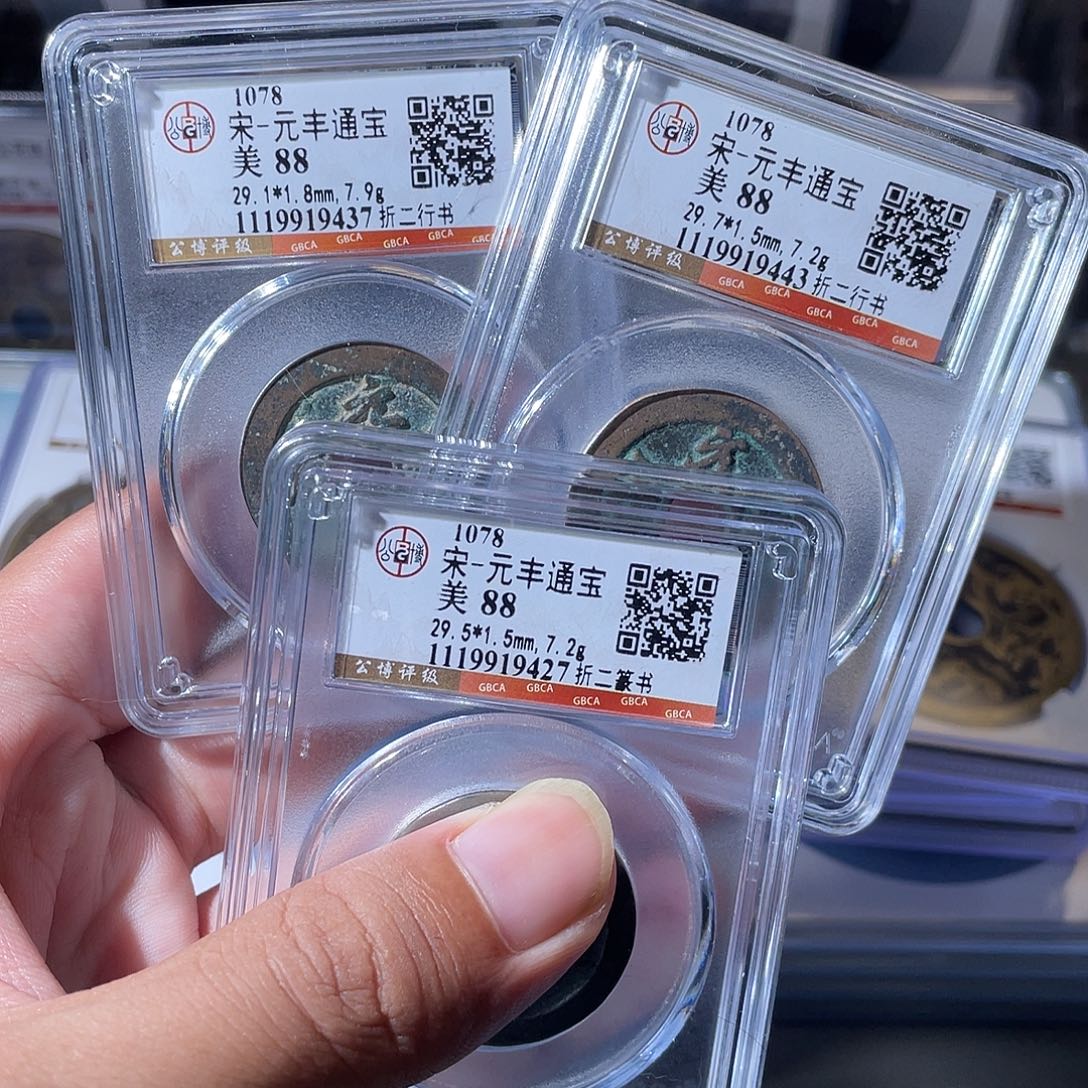 1078
宋-元丰通宝
美 88
29.1*1.8mm, 7.9g
1119919437 折二行书
公博评级 GBCA GBCA GBCA GBCA GBCA
1078
宋-元丰通宝
美 88
29.7*1.5mm, 7.2g
1119919443 折二行书
公博评级 GBCA GBCA GBCA GBCA GBCA
1078
宋-元丰通宝
美 88
29.5*1.5mm, 7.2g
1119919427 折二篆书
公博评级 GBCA GBCA GBCA GBCA GBCA